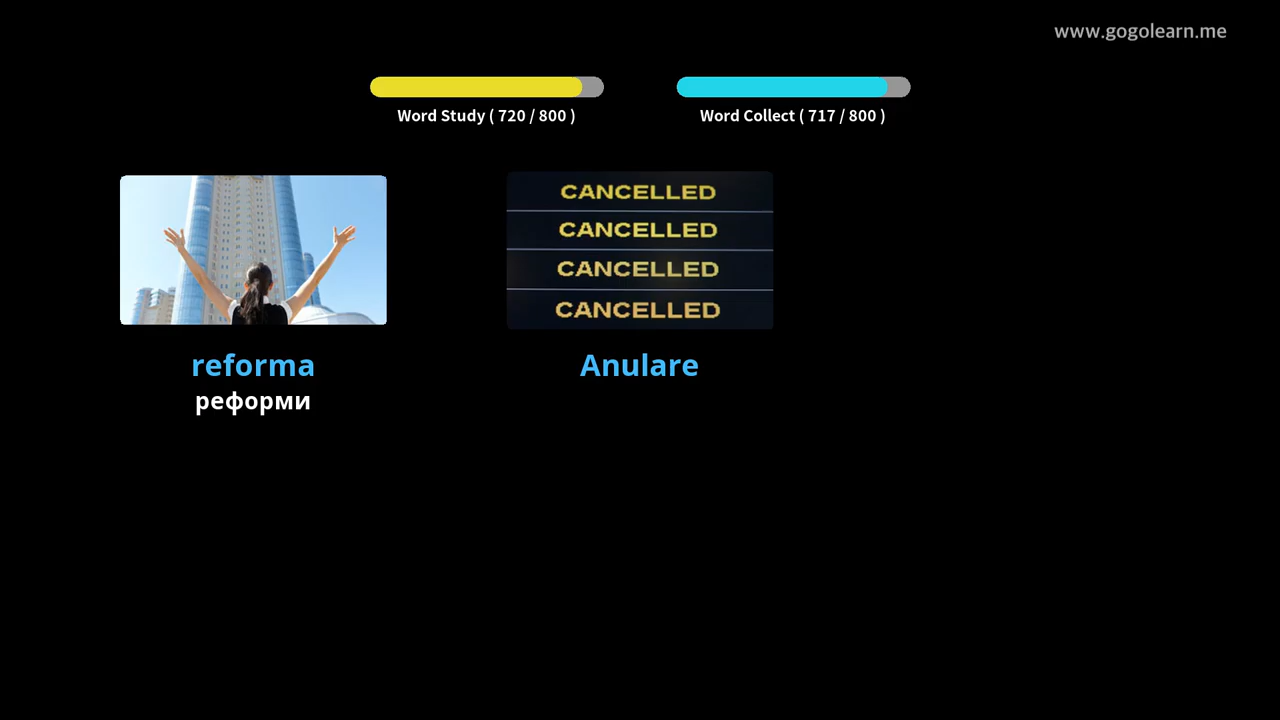 www.gogolearn.me
Word Study ( 720 / 800 )
Word Collect ( 717 / 800 )
CANCELLED
CANCELLED
CANCELLED
CANCELLED
reforma
Anulare
реформи